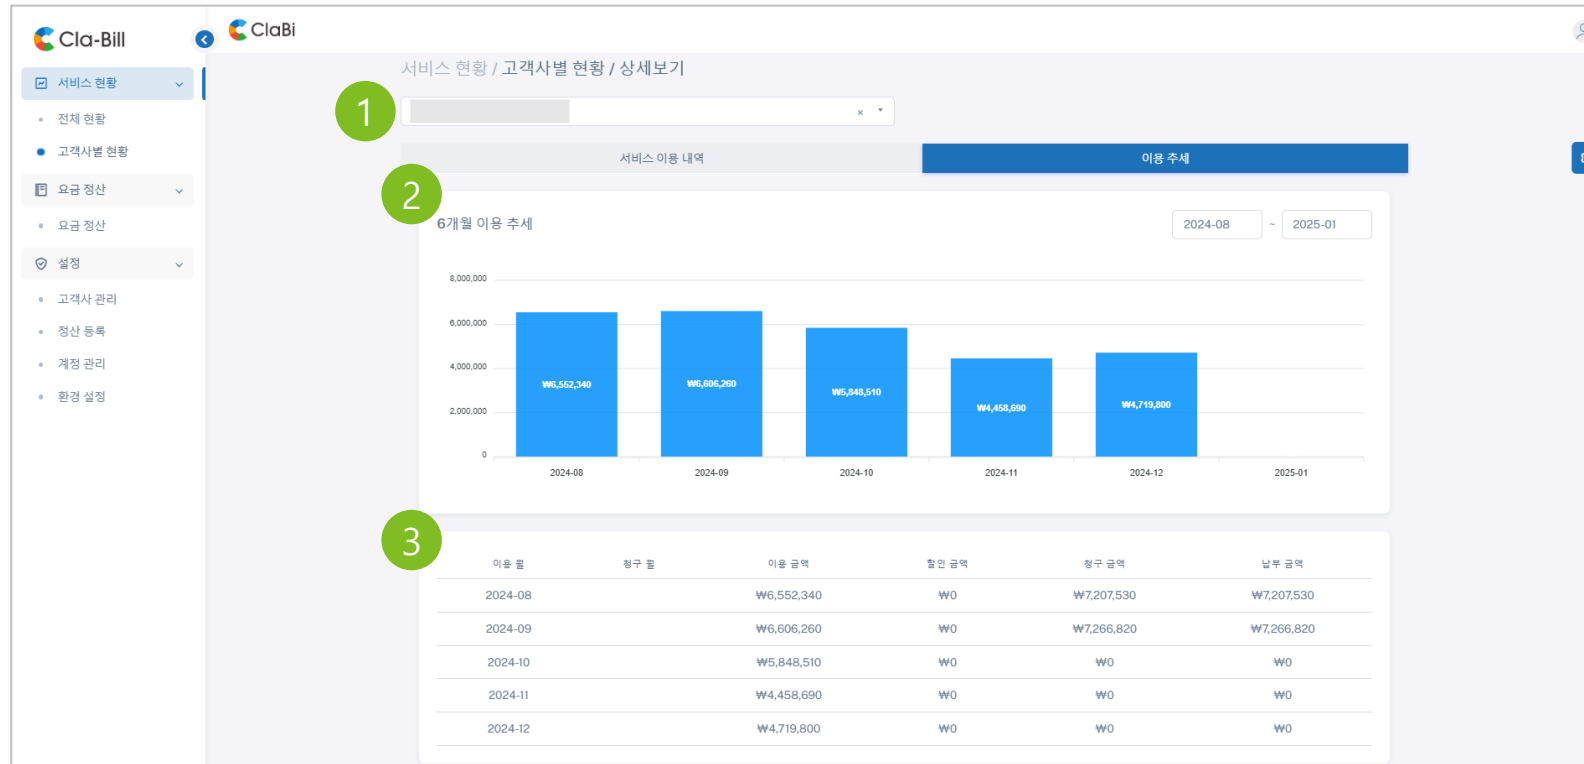 Cla-Bill
ClaBi
서비스 현황
전체 현황
고객사별 현황
요금 정산
요금 정산
설정
고객사 관리
정산 등록
계정 관리
환경 설정
서비스 현황 / 고객사별 현황 / 상세보기
1
× 
서비스 이용 내역 이용 추세
2
6개월 이용 추세 2024-08 ~ 2025-01
8,000,000
6,000,000
4,000,000
2,000,000
0
₩6,552,340 ₩6,606,260 ₩5,848,510 ₩4,458,690 ₩4,719,800
2024-08 2024-09 2024-10 2024-11 2024-12 2025-01
3
이용 월 청구 월 이용 금액 할인 금액 청구 금액 납부 금액
2024-08 ₩6,552,340 ₩0 ₩7,207,530 ₩7,207,530
2024-09 ₩6,606,260 ₩0 ₩7,266,820 ₩7,266,820
2024-10 ₩5,848,510 ₩0 ₩0 ₩0
2024-11 ₩4,458,690 ₩0 ₩0 ₩0
2024-12 ₩4,719,800 ₩0 ₩0 ₩0